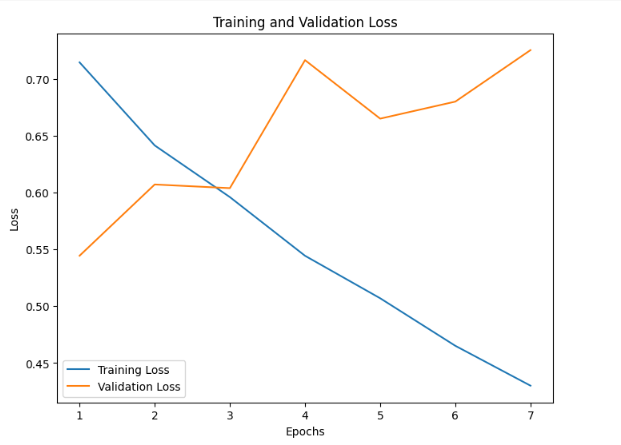 Training and Validation Loss
0.70
0.65
0.60
0.55
0.50
0.45
Loss
Training Loss
Validation Loss
1 2 3 4 5 6 7
Epochs